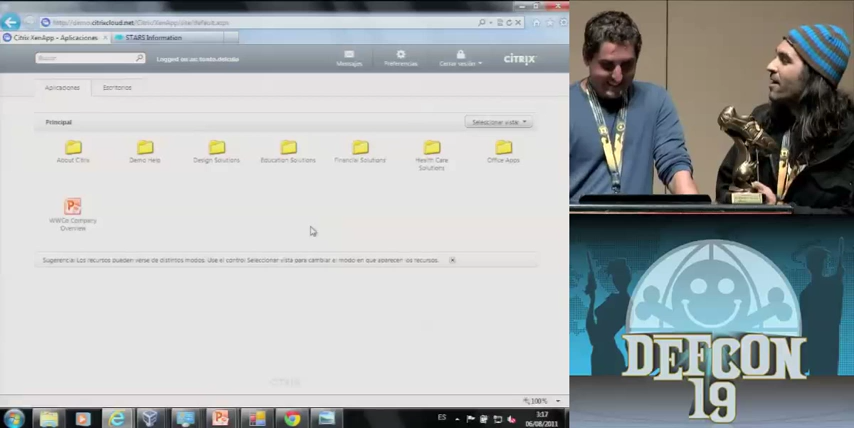 http://demo.citrixcloud.net/Citrix/XenApp/site/default.aspx
Citrix XenApp - Aplicaciones
STARS Information
Buscar
Logged on as:
Mensajes
Preferencias
Cerrar sesión
CITRIX
Aplicaciones
Escritorios
Principal
Seleccionar vista:
About Citrix
Demo Help
Design Solutions
Education Solutions
Financial Solutions
Health Care
Solutions
Office Apps
WWCo Company
Overview
Sugerencia: Los recursos pueden verse de distintos modos. Use el control Seleccionar vista para cambiar el modo en que aparecen los recursos.
CITRIX
100%
ES
3:17
06/08/2011
DEFCON
19